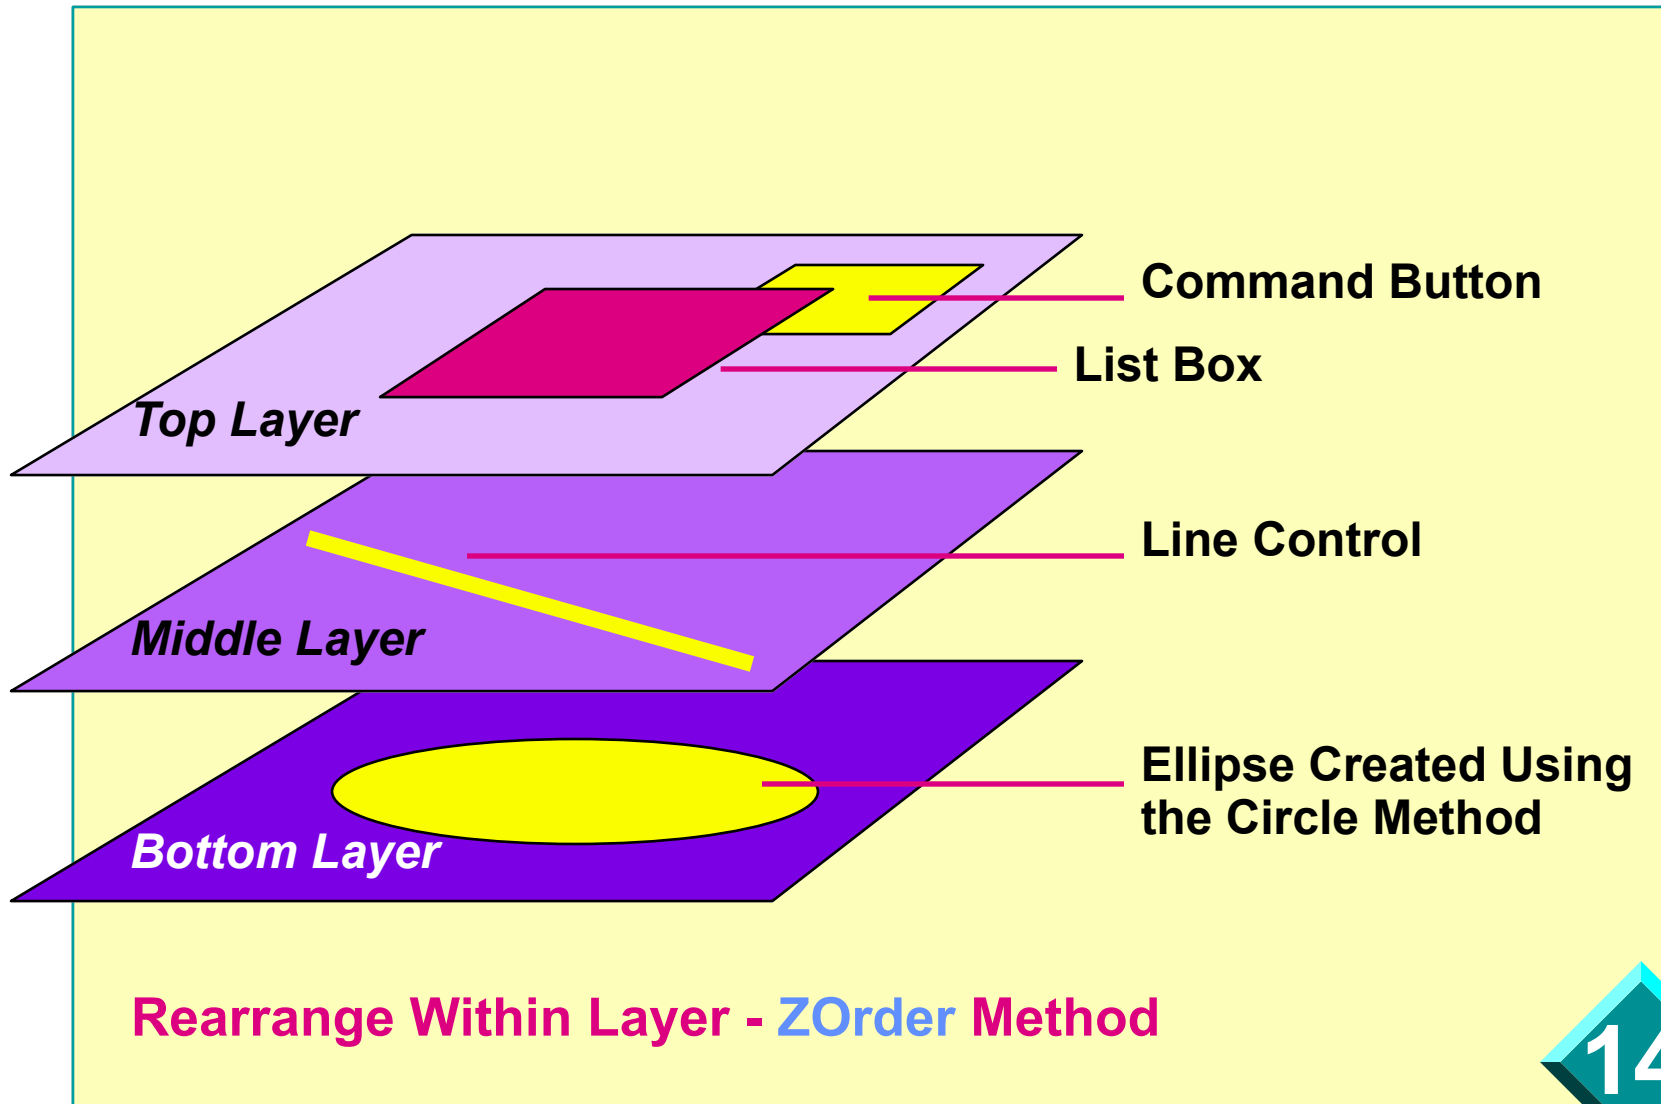 Command Button
List Box
Top Layer
Line Control
Middle Layer
Ellipse Created Using
the Circle Method
Bottom Layer
Rearrange Within Layer - ZOrder Method
14